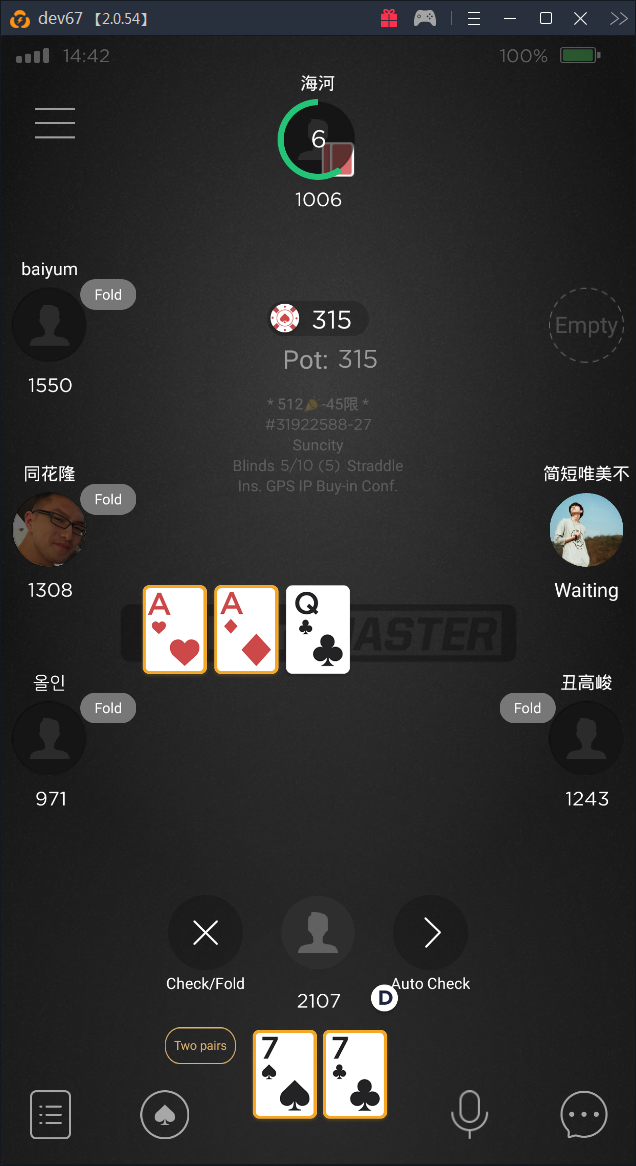 dev67 【2.0.54】
14:42
100%
海河
6
1006
baiyum
Fold
1550
315
Empty
Pot: 315
* 512 -45限 *
#31922588-27
Suncity
Blinds 5/10 (5) Straddle
Ins. GPS IP Buy-in Conf.
同花隆
Fold
1308
简短唯美不
Waiting
A
A
Q
ASTER
올인
Fold
971
丑高峻
Fold
1243
Check/Fold
2107
D
Auto Check
Two pairs
7
7